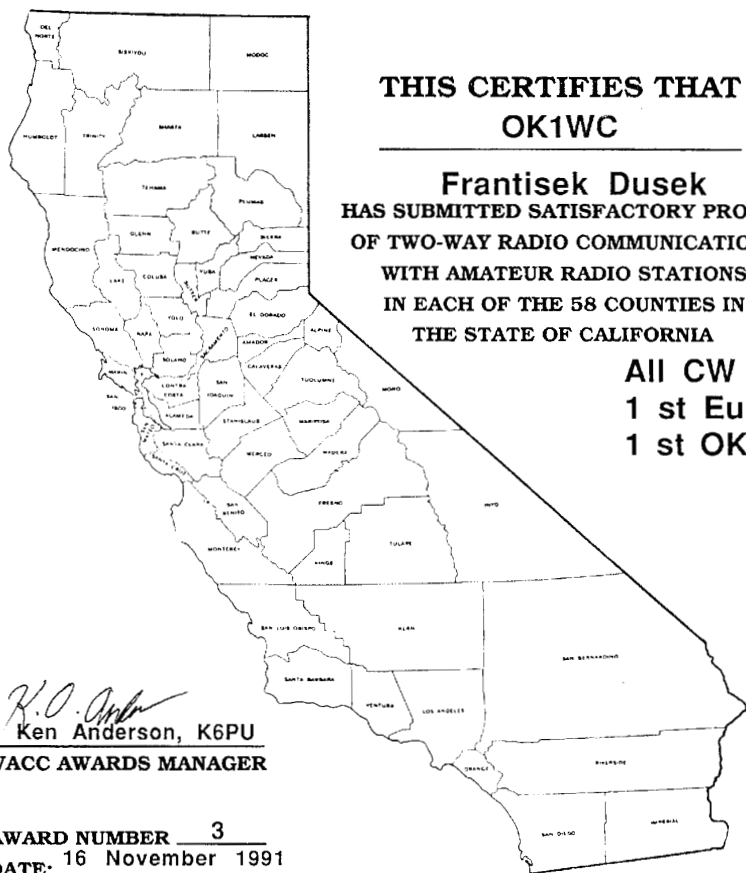 THIS CERTIFIES THAT
OK1WC
Frantisek Dusek
HAS SUBMITTED SATISFACTORY PRO
OF TWO-WAY RADIO COMMUNICATIO
WITH AMATEUR RADIO STATIONS
IN EACH OF THE 58 COUNTIES IN
THE STATE OF CALIFORNIA
All CW
1 st Eu
1 st OK
DEL NORTE
SISKIYOU
MODOC
HUMBOLDT
TRINITY
SHASTA
LASSEN
TEHAMA
PLUMAS
MENDOCINO
GLENN
BUTTE
SIERRA
NEVADA
LAKE
COLUSA
SUTTER
YUBA
PLACER
SONOMA
NAPA
YOLO
SACRAMENTO
EL DORADO
ALPINE
AMADOR
SOLANO
CALAVERAS
MARIN
CONTRA COSTA
SAN JOAQUIN
TUOLUMNE
MONO
SAN
ALAMEDA
STANISLAUS
MARIPOSA
SANTA CLARA
MERCED
MADERA
SANTA CRUZ
SAN BENITO
FRESNO
INYO
MONTEREY
KINGS
TULARE
SAN LUIS OBISPO
KERN
SAN BERNARDINO
SANTA BARBARA
VENTURA
LOS ANGELES
ORANGE
RIVERSIDE
SAN DIEGO
IMPERIAL
Ken Anderson, K6PU
ACC AWARDS MANAGER
AWARD NUMBER 3
DATE: 16 November 1991